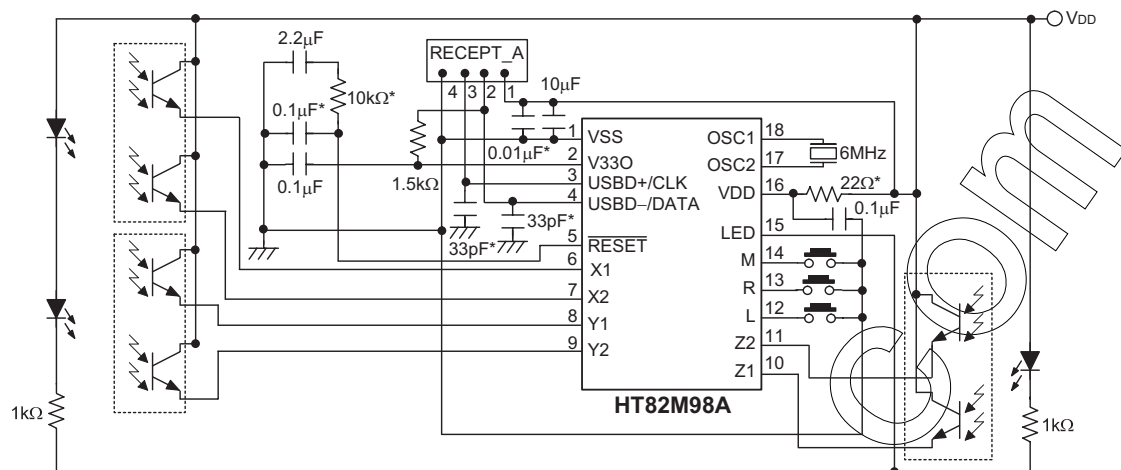 VDD
2.2μF
RECEPT_A
4 3 2 1
10kΩ*
10μF
0.1μF*
0.01μF*
0.1μF
1.5kΩ
33pF*
33pF*
1 VSS
2 V33O
3 USBD+/CLK
4 USBD–/DATA
5 RESET
6 X1
7 X2
8 Y1
9 Y2
OSC1 18
OSC2 17
6MHz
VDD 16
22Ω*
0.1μF
LED 15
M 14
R 13
L 12
Z2 11
Z1 10
HT82M98A
1kΩ
1kΩ
com